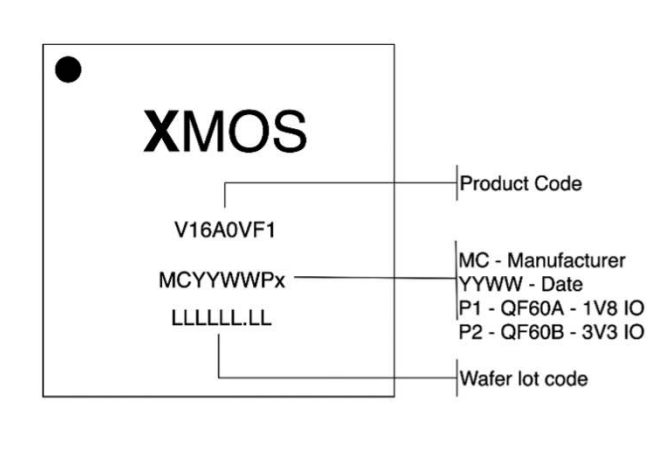 XMOS
Product Code
V16A0VF1
MCYYWWPx
MC - Manufacturer
YYWW - Date
P1 - QF60A - 1V8 IO
P2 - QF60B - 3V3 IO
LLLLLL.LL
Wafer lot code